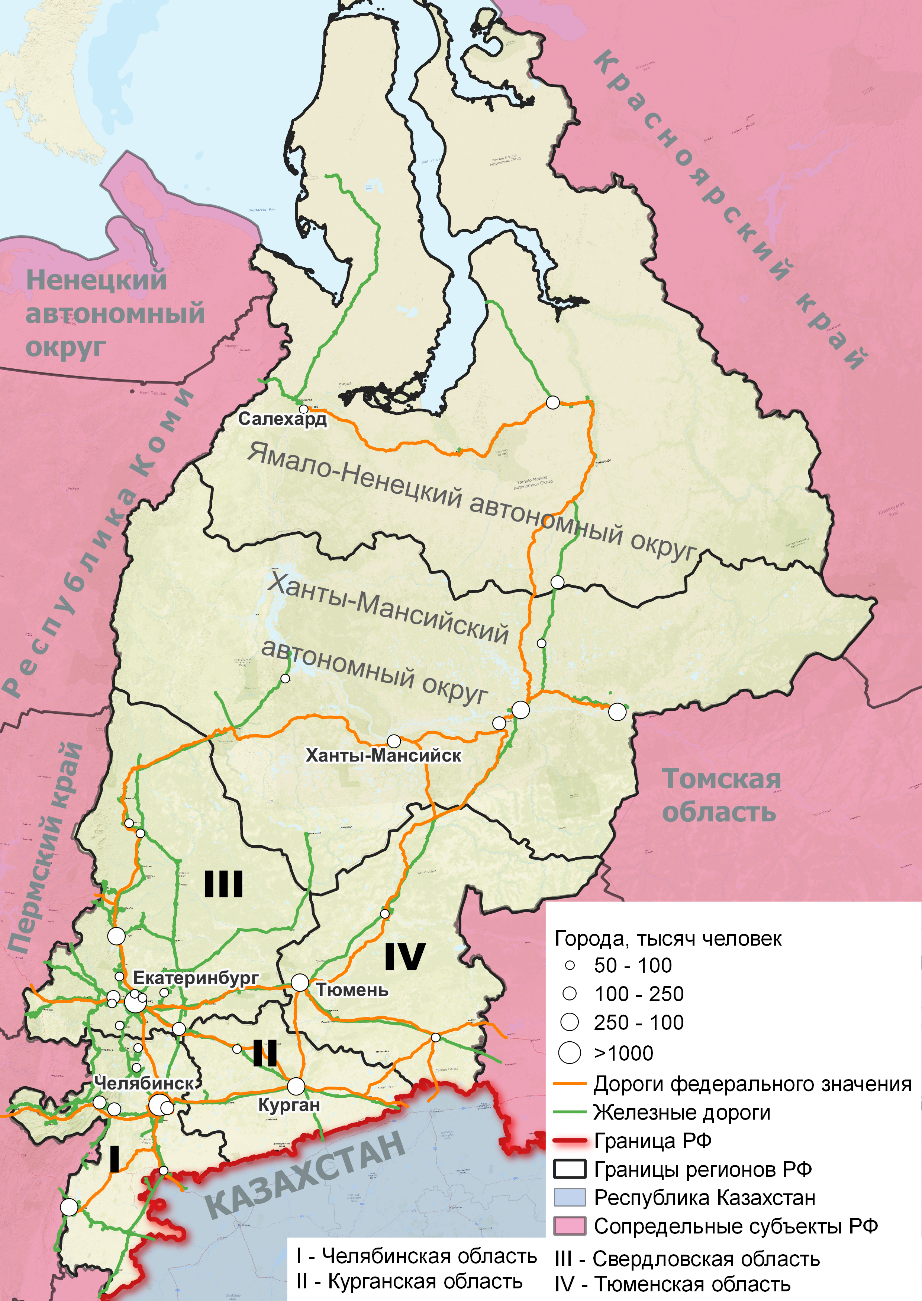 Красноярский край
Ненецкий
автономный
округ
Республика Коми
Салехард
Ямало-Ненецкий автономный округ
Ханты-Мансийский
автономный округ
Ханты-Мансийск
Пермский край
Томская
область
III
IV
Екатеринбург
Тюмень
II
Челябинск
Курган
I
КАЗАХСТАН
Города, тысяч человек
50 - 100
100 - 250
250 - 100
>1000
Дороги федерального значения
Железные дороги
Граница РФ
Границы регионов РФ
Республика Казахстан
Сопредельные субъекты РФ
I - Челябинская область
II - Курганская область
III - Свердловская область
IV - Тюменская область